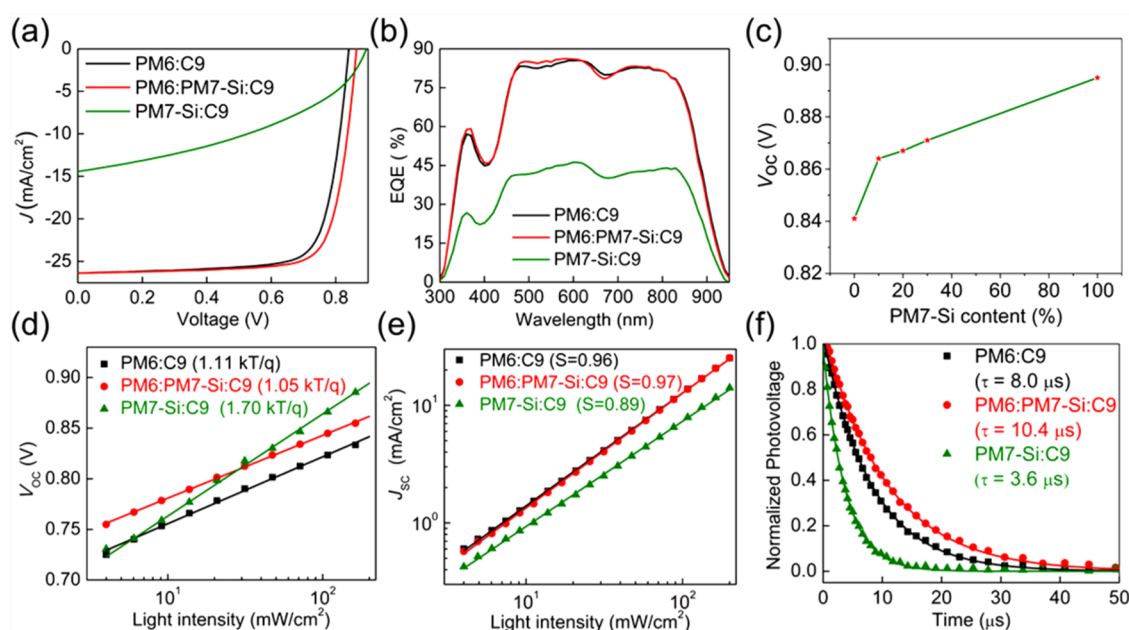 (a)
0
-5
-10
-15
-20
-25
J (mA/cm²)
PM6:C9
PM6:PM7-Si:C9
PM7-Si:C9
0.0 0.2 0.4 0.6 0.8
Voltage (V)
(b)
90
75
60
45
30
15
0
EQE ( %)
PM6:C9
PM6:PM7-Si:C9
PM7-Si:C9
300 400 500 600 700 800 900
Wavelength (nm)
(c)
0.90
0.88
0.86
0.84
0.82
V_OC (V)
0 20 40 60 80 100
PM7-Si content (%)
(d)
0.90
0.85
0.80
0.75
0.70
V_OC (V)
PM6:C9 (1.11 kT/q)
PM6:PM7-Si:C9 (1.05 kT/q)
PM7-Si:C9 (1.70 kT/q)
10¹ 10²
Light intensity (mW/cm²)
(e)
10¹
10⁰
J_SC (mA/cm²)
PM6:C9 (S=0.96)
PM6:PM7-Si:C9 (S=0.97)
PM7-Si:C9 (S=0.89)
10¹ 10²
Light intensity (mW/cm²)
(f)
1.0
0.8
0.6
0.4
0.2
0.0
Normalized Photovoltage
PM6:C9
(τ = 8.0 μs)
PM6:PM7-Si:C9
(τ = 10.4 μs)
PM7-Si:C9
(τ = 3.6 μs)
0 10 20 30 40 50
Time (μs)